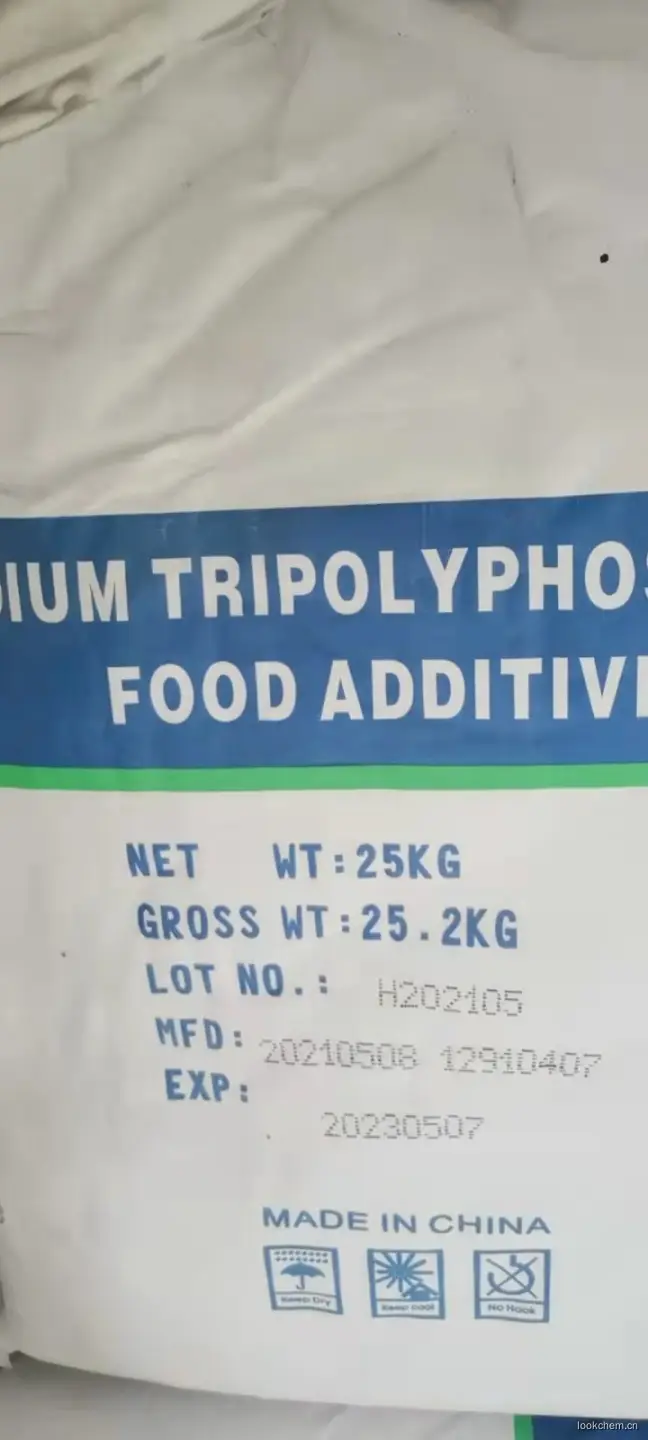 DIUM TRIPOLYPHOS
FOOD ADDITIVE
NET WT:25KG
GROSS WT:25.2KG
LOT NO.: H202105
MFD: 20210508 12910407
EXP: 20230507
MADE IN CHINA
Keep Dry Keep cool No Hook
lookchem.cn